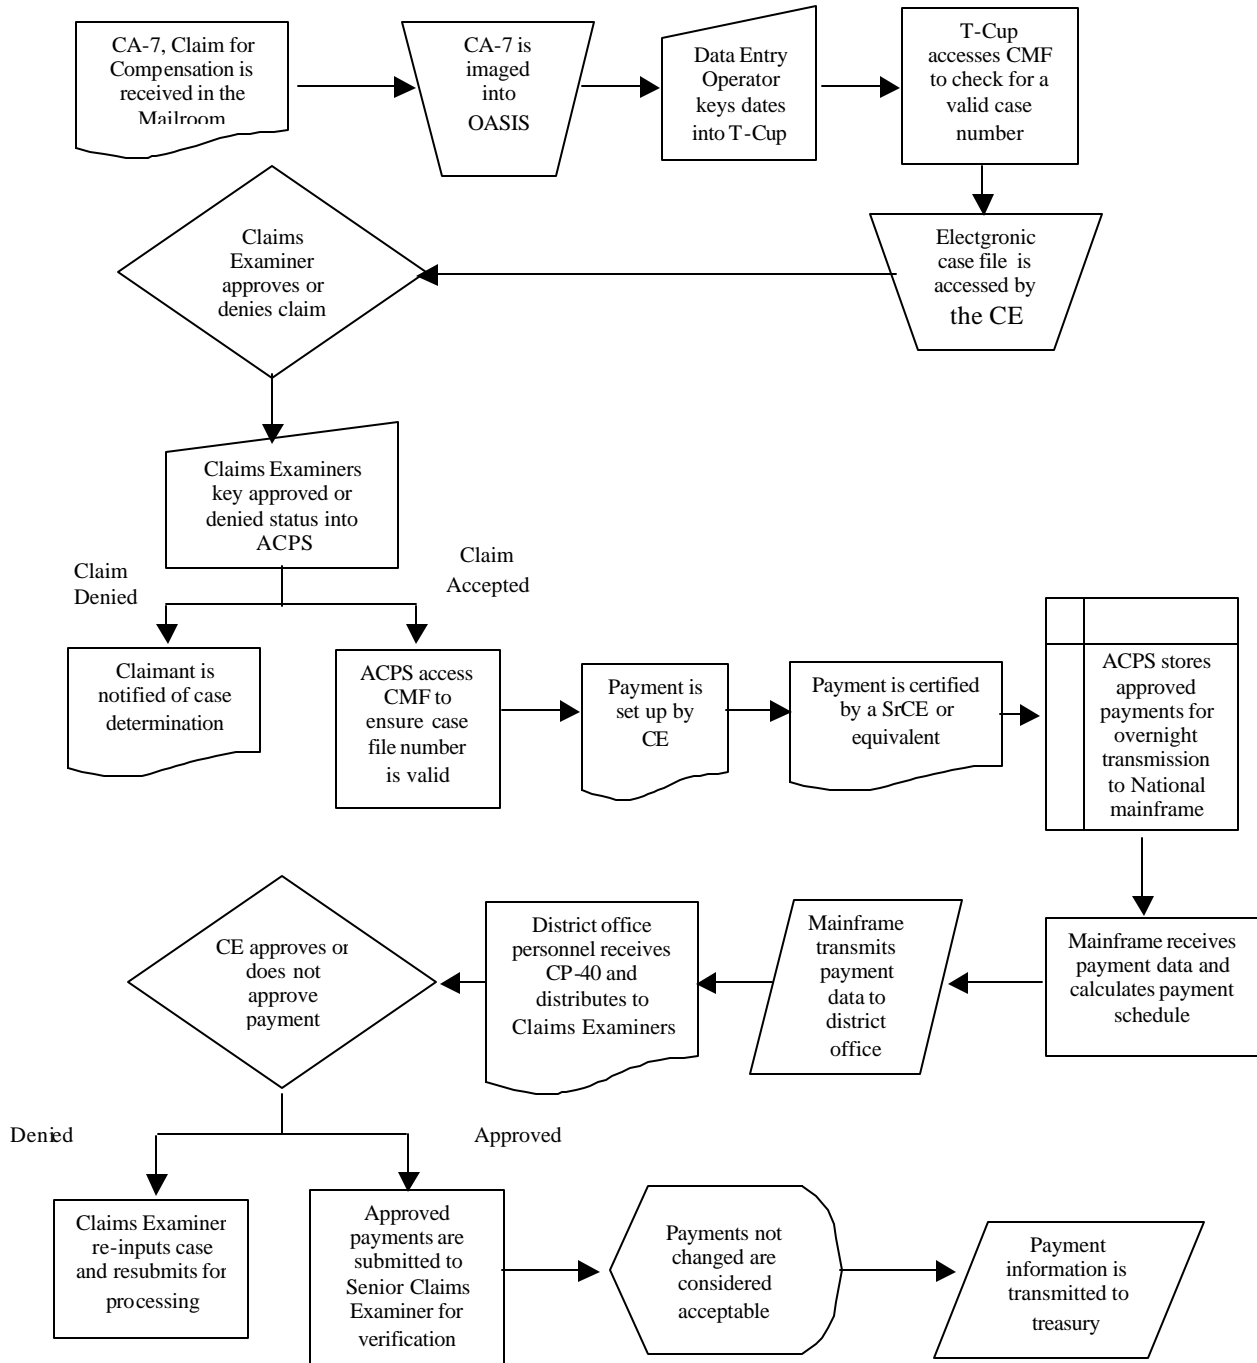 CA-7, Claim for
Compensation is
received in the
Mailroom
CA-7 is
imaged
into
OASIS
Data Entry
Operator
keys dates
into T-Cup
T-Cup
accesses CMF
to check for a
valid case
number
Claims
Examiner
approves or
denies claim
Electgronic
case file is
accessed by
the CE
Claims Examiners
key approved or
denied status into
ACPS
Claim
Denied
Claim
Accepted
Claimant is
notified of case
determination
ACPS access
CMF to
ensure case
file number
is valid
Payment is
set up by
CE
Payment is certified
by a SrCE or
equivalent
ACPS stores
approved
payments for
overnight
transmission
to National
mainframe
CE approves or
does not
approve
payment
District office
personnel receives
CP-40 and
distributes to
Claims Examiners
Mainframe
transmits
payment
data to
district
office
Mainframe receives
payment data and
calculates payment
schedule
Denied
Approved
Claims Examiner
re-inputs case
and resubmits for
processing
Approved
payments are
submitted to
Senior Claims
Examiner for
verification
Payments not
changed are
considered
acceptable
Payment
information is
transmitted to
treasury